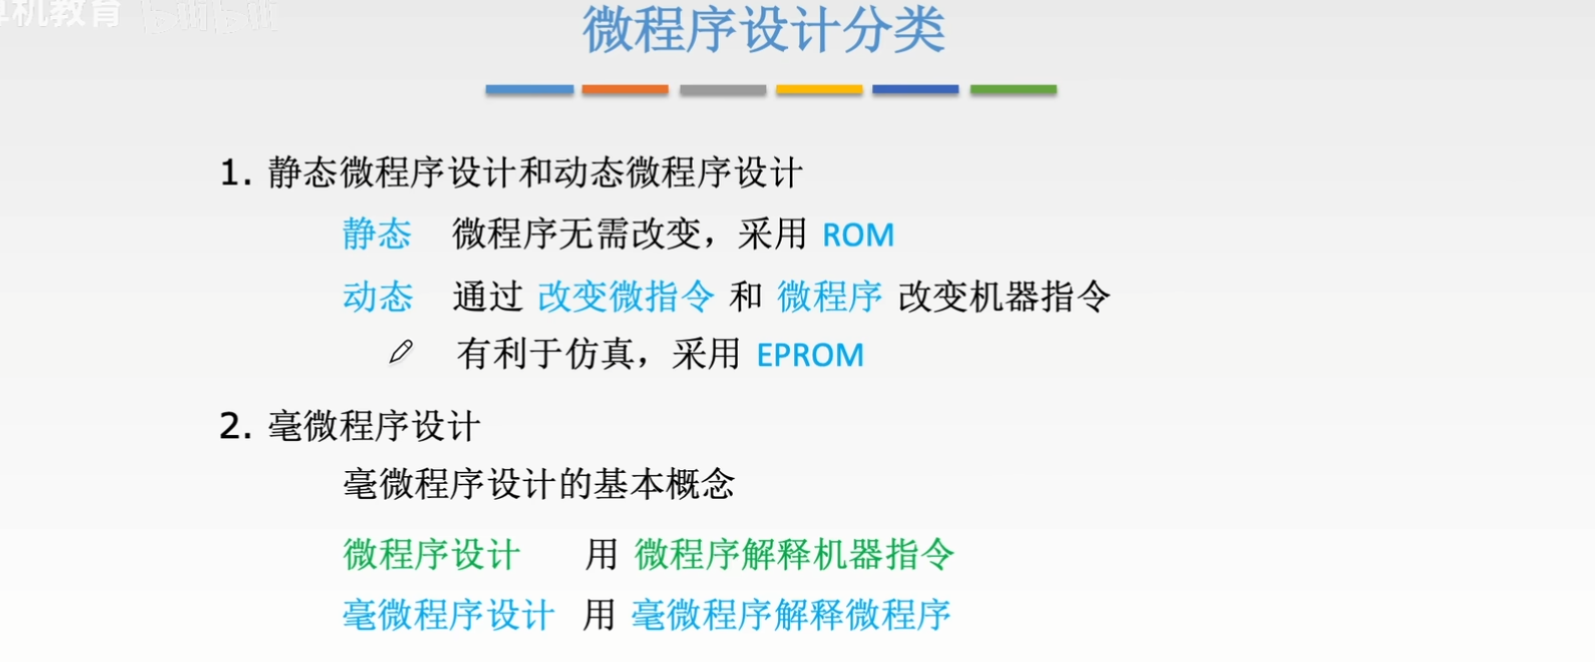 机教育 bilibili
微程序设计分类
1. 静态微程序设计和动态微程序设计
静态 微程序无需改变，采用 ROM
动态 通过 改变微指令 和 微程序 改变机器指令
有利于仿真，采用 EPROM
2. 毫微程序设计
毫微程序设计的基本概念
微程序设计 用 微程序解释机器指令
毫微程序设计 用 毫微程序解释微程序